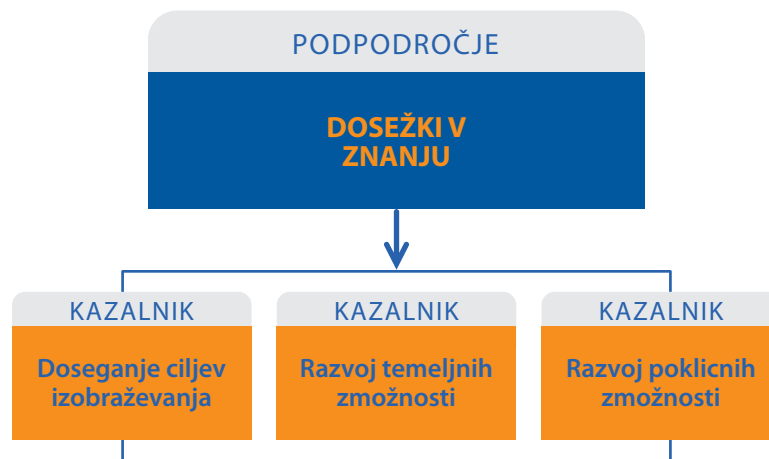 PODPODROČJE
DOSEŽKI V
ZNANJU
KAZALNIK
Doseganje ciljev
izobraževanja
KAZALNIK
Razvoj temeljnih
zmožnosti
KAZALNIK
Razvoj poklicnih
zmožnosti